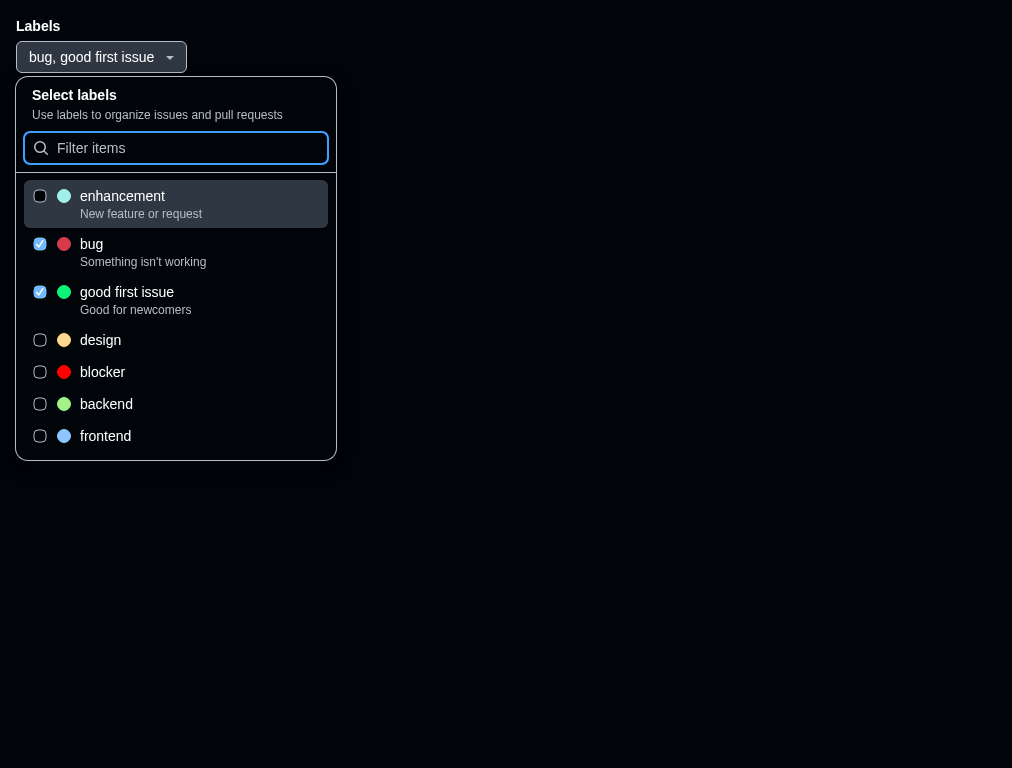 Labels
bug, good first issue
Select labels
Use labels to organize issues and pull requests
Filter items
enhancement
New feature or request
bug
Something isn't working
good first issue
Good for newcomers
design
blocker
backend
frontend